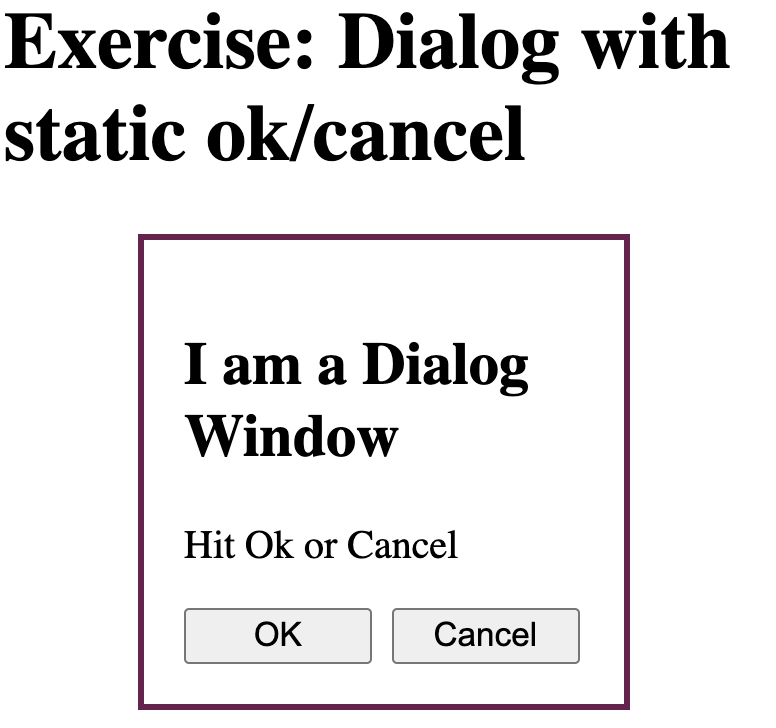 Exercise: Dialog with
static ok/cancel
I am a Dialog
Window
Hit Ok or Cancel
OK Cancel